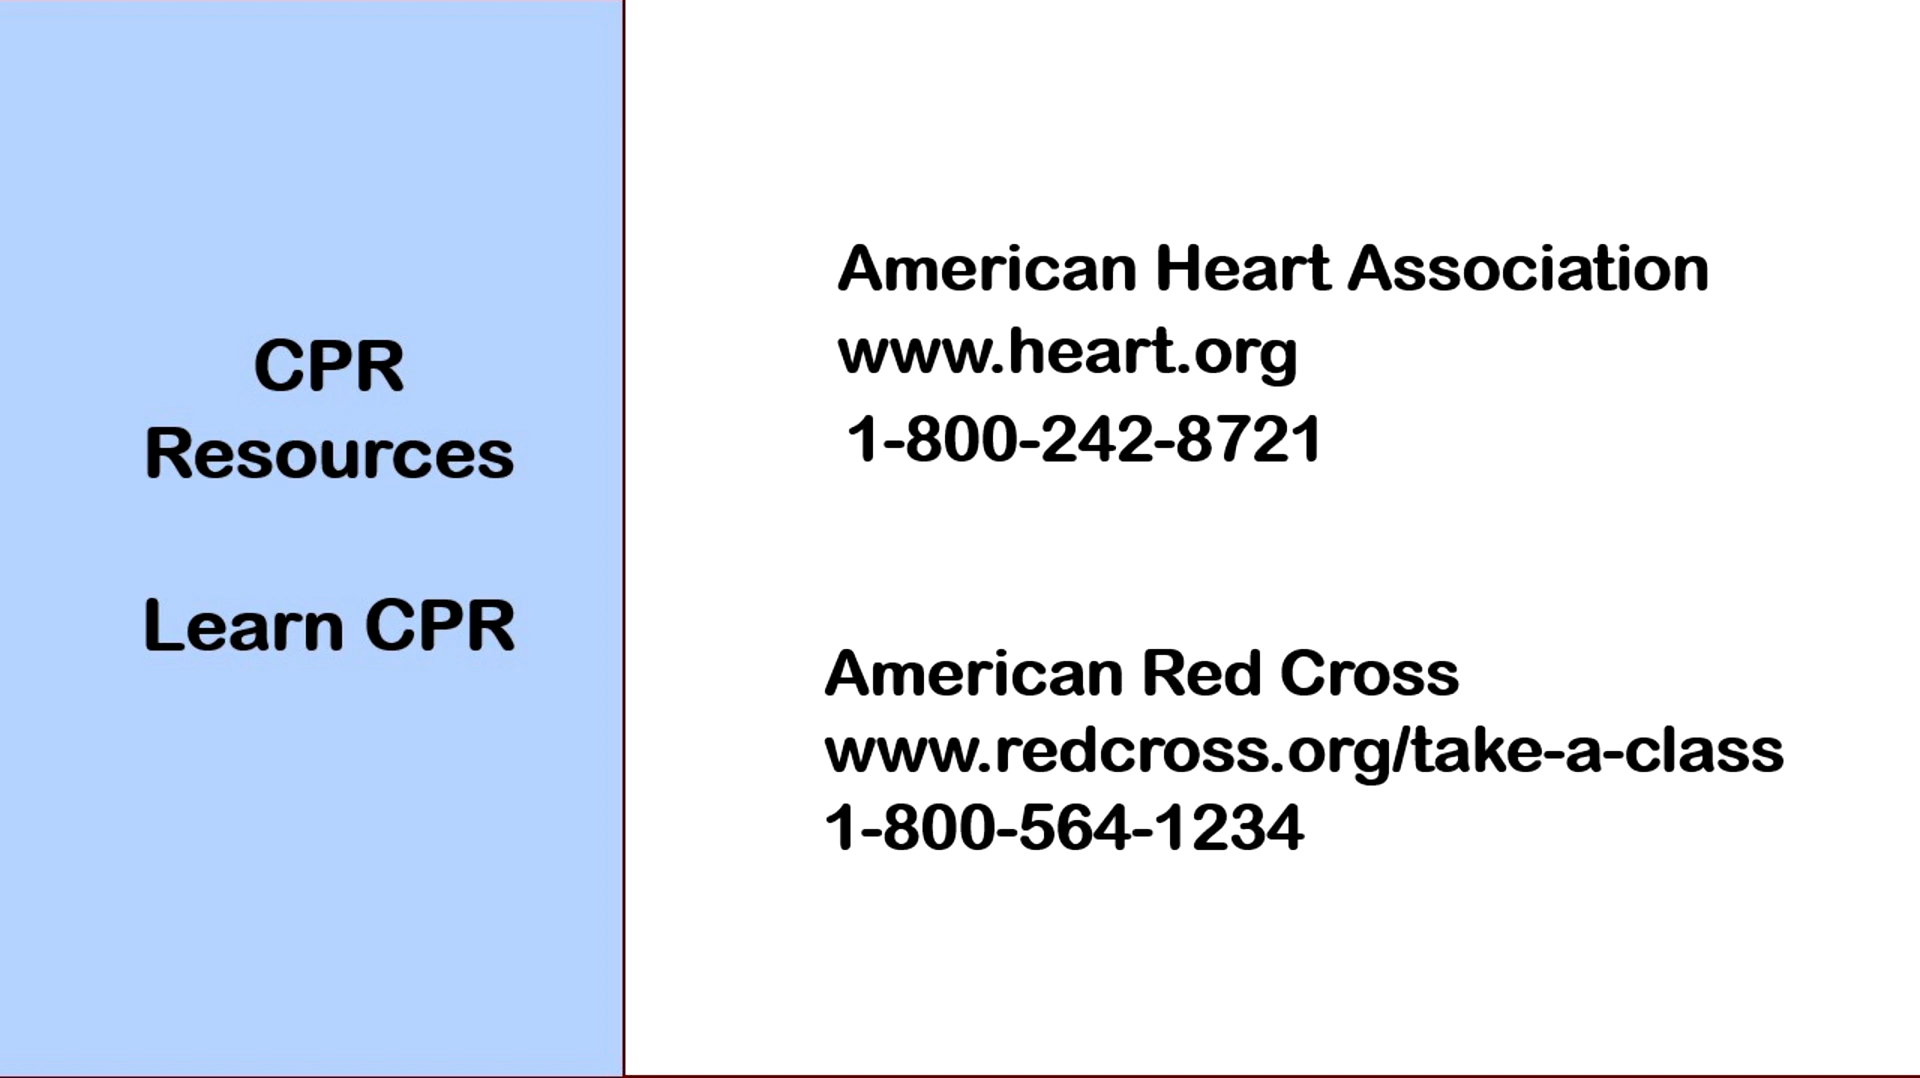 CPR
Resources
Learn CPR
American Heart Association
www.heart.org
1-800-242-8721
American Red Cross
www.redcross.org/take-a-class
1-800-564-1234